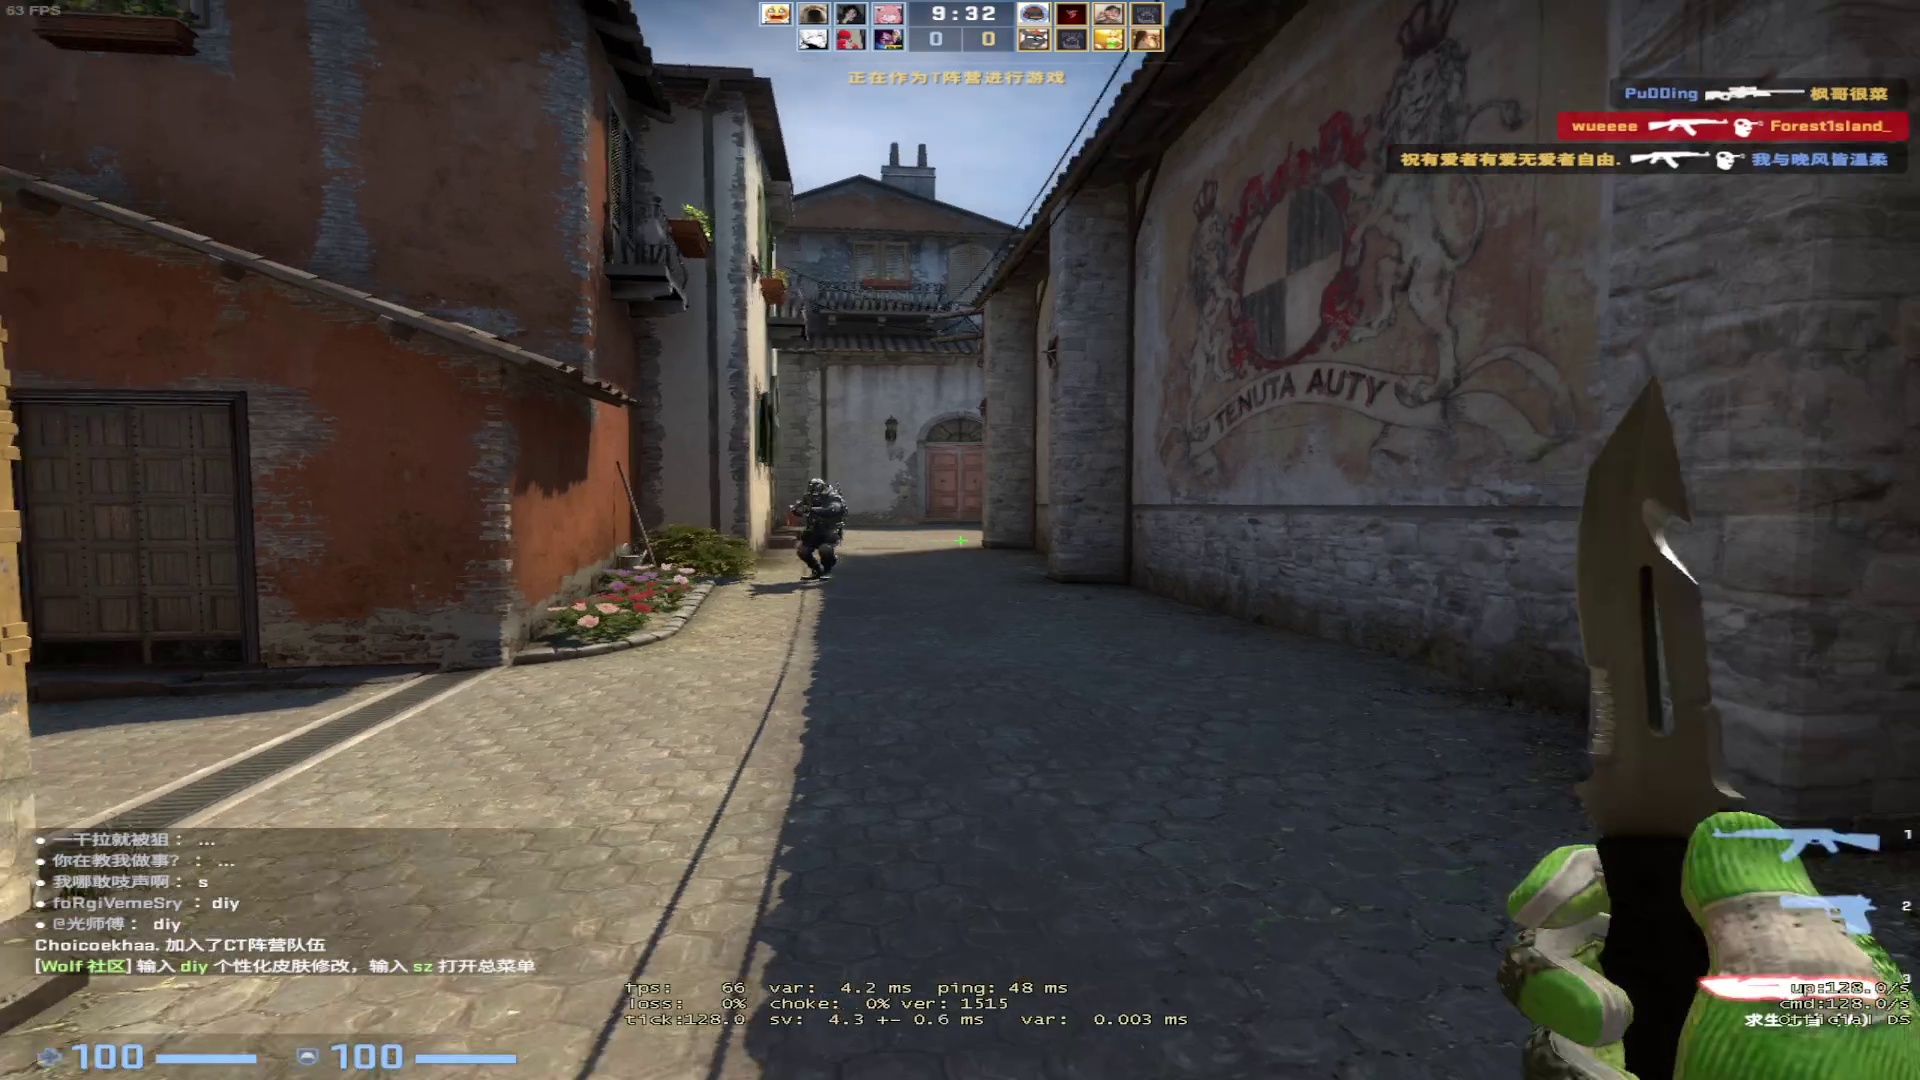 63 FPS
9:32
0 0
正在作为T阵营进行游戏
PuDDing 枫哥很菜
wueeee Forest1sland_
祝有爱者有爱无爱者自由. 我与晚风皆温柔
TENUTA AUTY
一干拉就被狙： ...
你在教我做事? ： ...
我哪敢吱声啊： s
foRgiVemeSry ： diy
@光师傅： diy
Choicoekhaa. 加入了CT阵营队伍
[Wolf 社区] 输入 diy 个性化皮肤修改，输入 sz 打开总菜单
fps: 66 var: 4.2 ms ping: 48 ms
loss: 0% choke: 0% ver: 1515
tick:128.0 sv: 4.3 +- 0.6 ms var: 0.003 ms
1
2
3
up:128.0/s
cmd:128.0/s
求生
Official DS
100 100